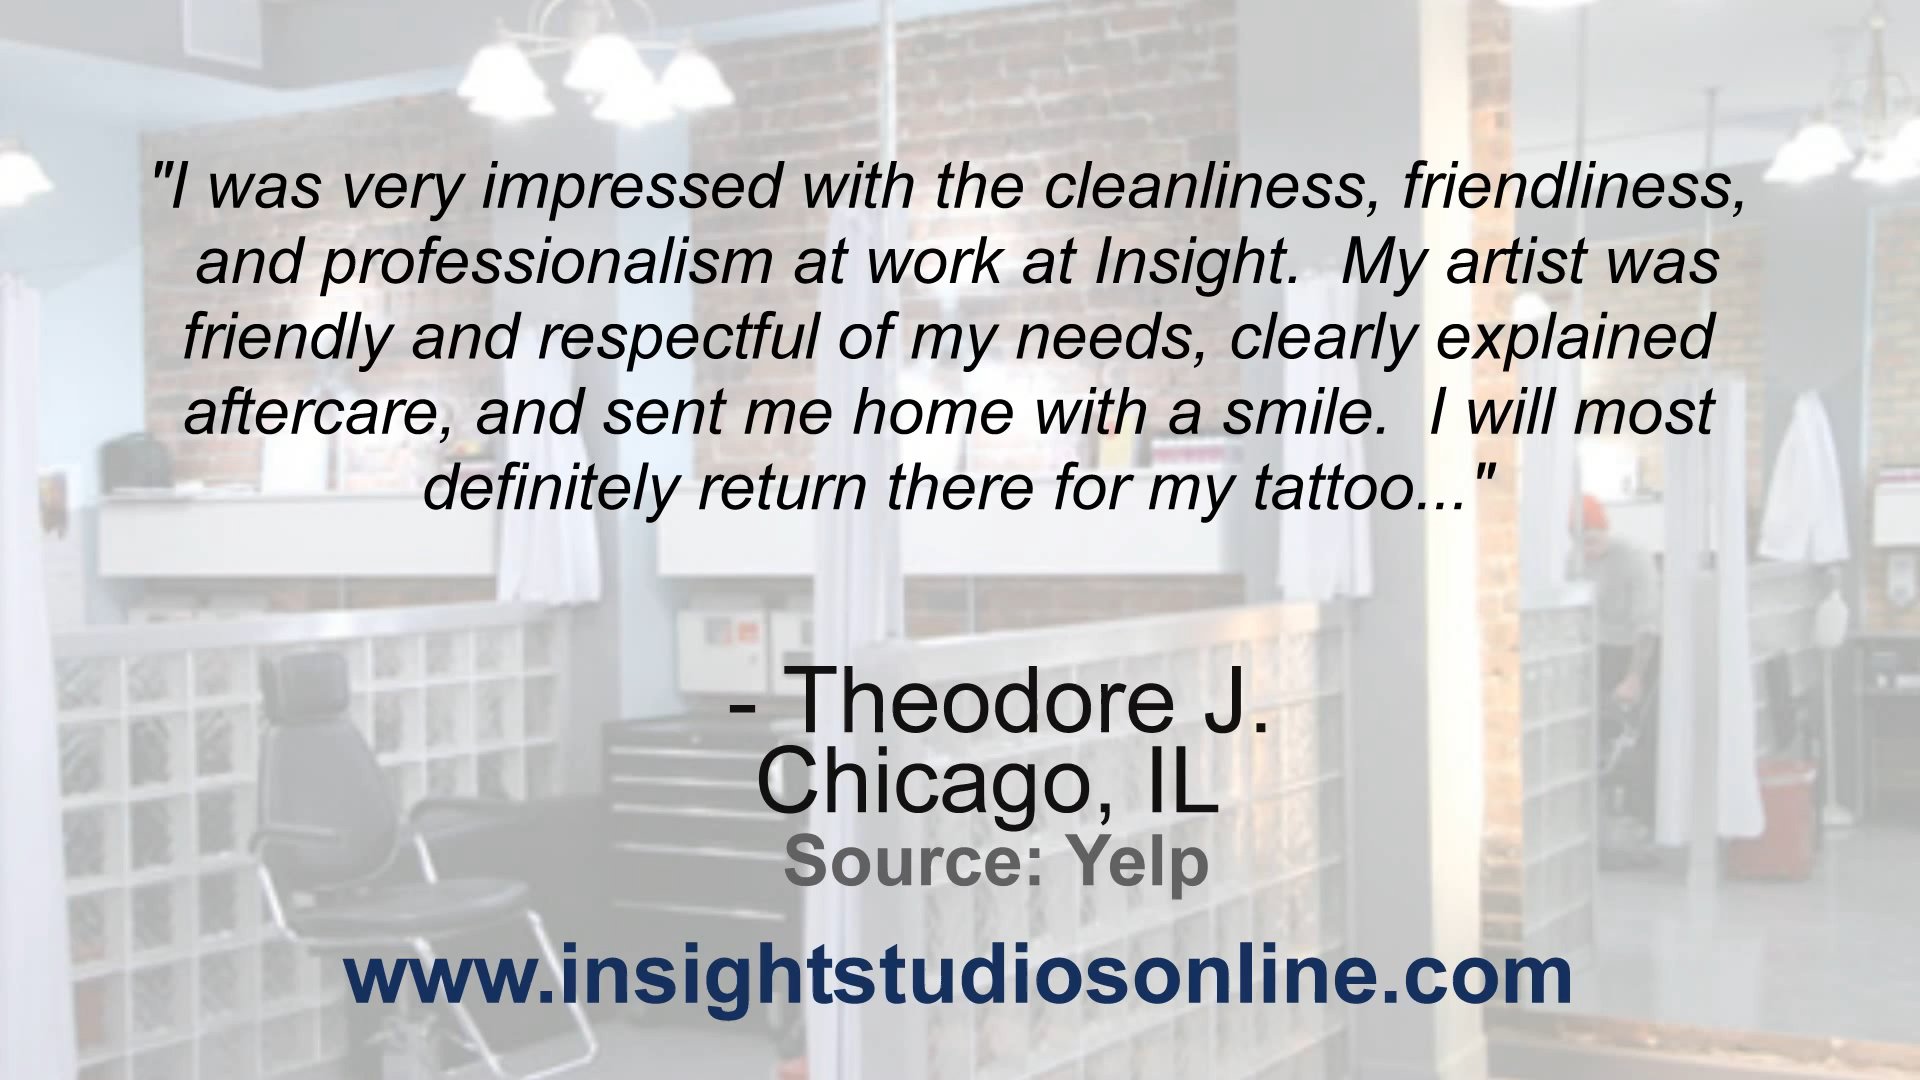 "I was very impressed with the cleanliness, friendliness,
and professionalism at work at Insight.  My artist was
friendly and respectful of my needs, clearly explained
aftercare, and sent me home with a smile.  I will most
definitely return there for my tattoo..."
- Theodore J.
Chicago, IL
Source: Yelp
www.insightstudiosonline.com